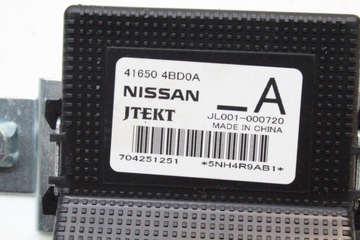 41650 4BD0A
NISSAN _A
JTEKT JL001-000720
MADE IN CHINA
704251251 *5NH4R9AB1*